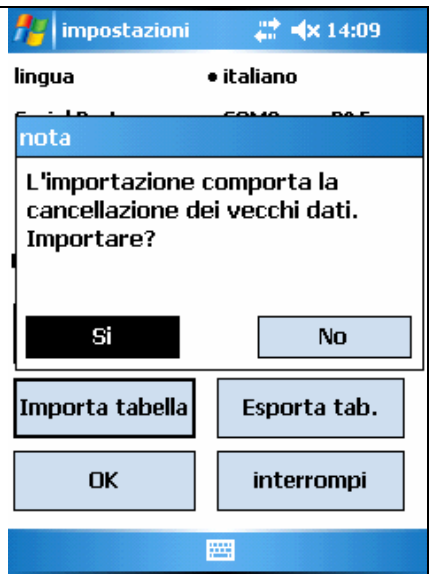 impostazioni 14:09
lingua italiano
nota
L'importazione comporta la
cancellazione dei vecchi dati.
Importare?
Si No
Importa tabella Esporta tab.
OK interrompi